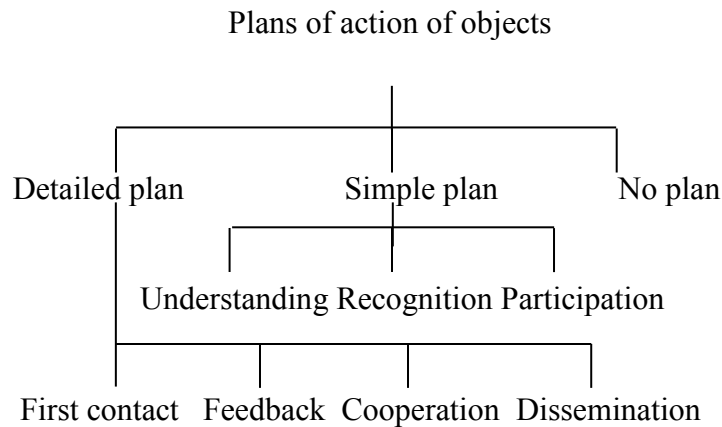 Plans of action of objects
Detailed plan Simple plan No plan
Understanding Recognition Participation
First contact Feedback Cooperation Dissemination